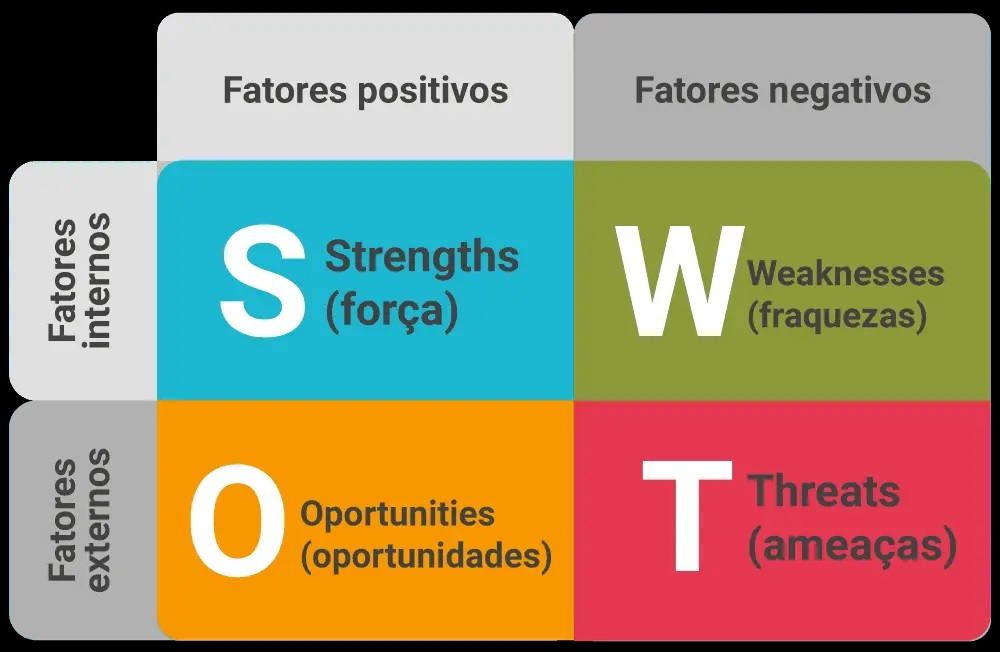 Fatores positivos
Fatores negativos
Fatores
internos
S
Strengths
(força)
W
Weaknesses
(fraquezas)
Fatores
externos
O
Oportunities
(oportunidades)
T
Threats
(ameaças)